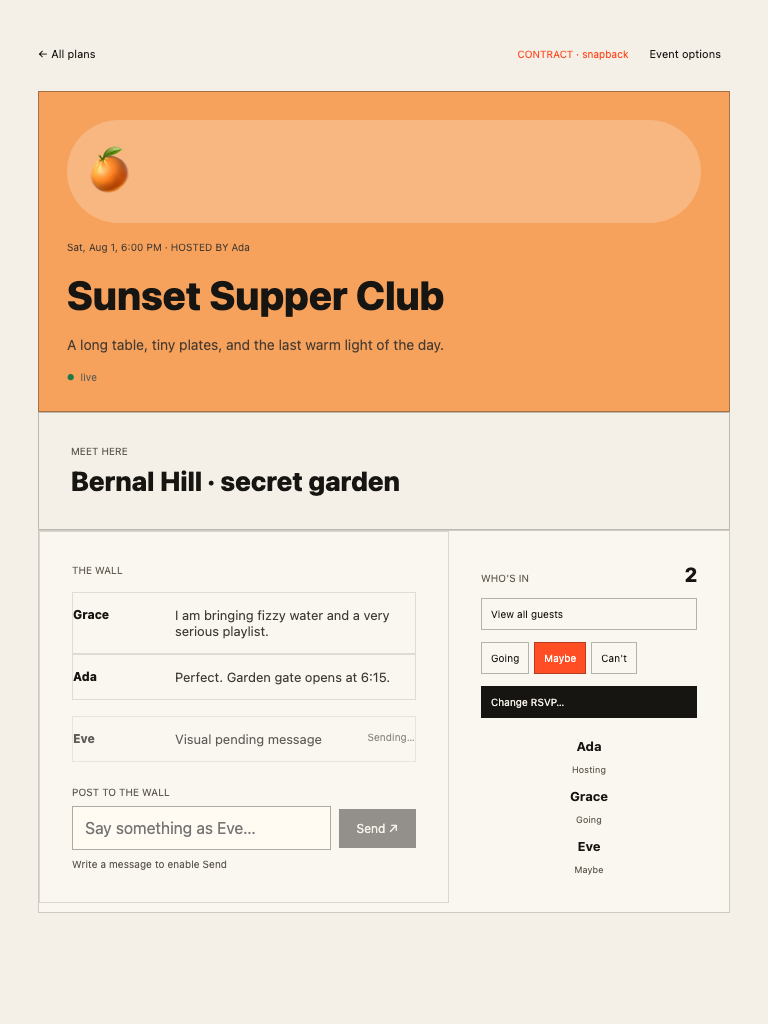 ← All plans
CONTRACT · snapback
Event options
Sat, Aug 1, 6:00 PM · HOSTED BY Ada
Sunset Supper Club
A long table, tiny plates, and the last warm light of the day.
live
MEET HERE
Bernal Hill · secret garden
THE WALL
Grace
I am bringing fizzy water and a very
serious playlist.
Ada
Perfect. Garden gate opens at 6:15.
Eve
Visual pending message
Sending…
POST TO THE WALL
Say something as Eve…
Send ↗
Write a message to enable Send
WHO'S IN
2
View all guests
Going
Maybe
Can't
Change RSVP…
Ada
Hosting
Grace
Going
Eve
Maybe